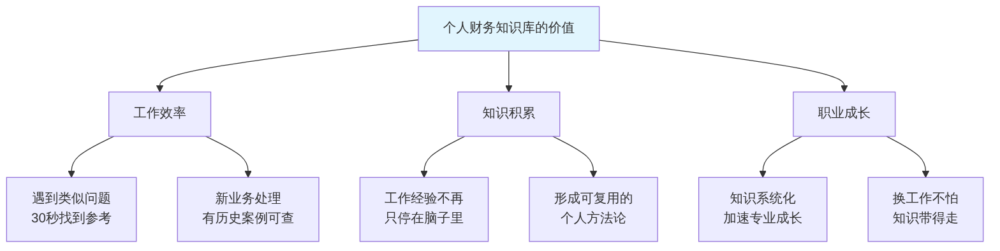 个人财务知识库的价值
工作效率
知识积累
职业成长
遇到类似问题
30秒找到参考
新业务处理
有历史案例可查
工作经验不再
只停在脑子里
形成可复用的
个人方法论
知识系统化
加速专业成长
换工作不怕
知识带得走